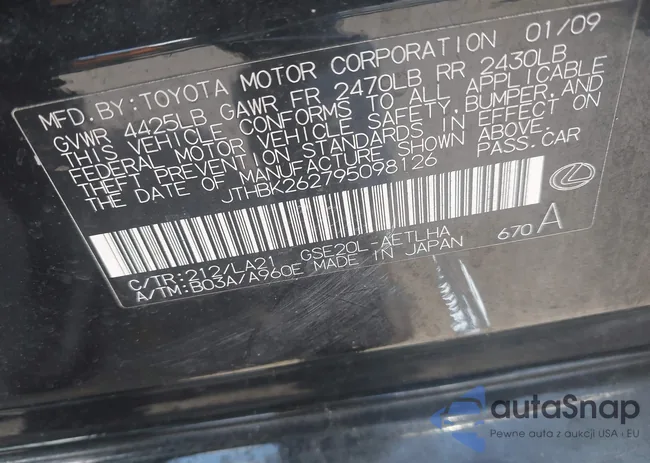 MFD.BY:TOYOTA MOTOR CORPORATION 01/09
GVWR 4425LB GAWR FR 2470LB RR 2430LB
THIS VEHICLE CONFORMS TO ALL APPLICABLE
FEDERAL MOTOR VEHICLE SAFETY,BUMPER,AND
THEFT PREVENTION STANDARDS IN EFFECT ON
THE DATE OF MANUFACTURE SHOWN ABOVE.
JTHBK262795098126 PASS.CAR
C/TR:212/LA21 GSE20L-AETLHA 670 A
A/TM:B03A/A960E MADE IN JAPAN
autaSnap
Pewne auta z aukcji USA i EU